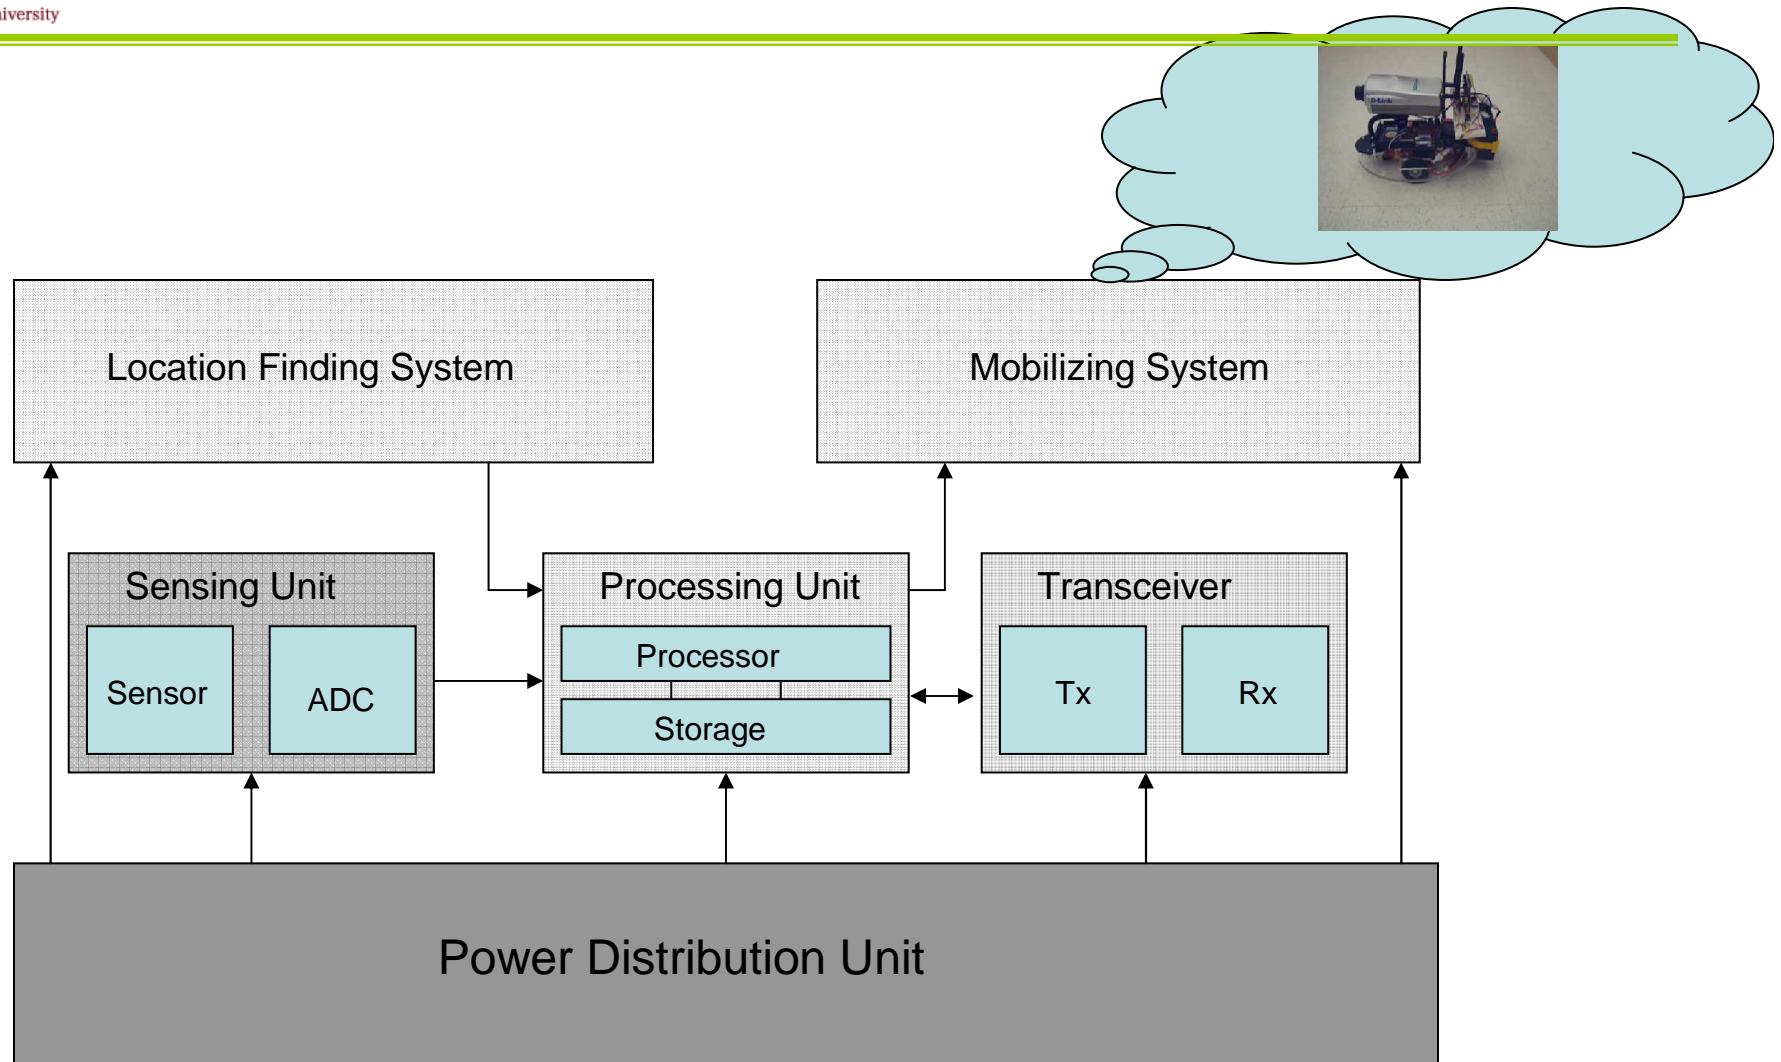 D-Link
Location Finding System
Mobilizing System
Sensing Unit
Processing Unit
Transceiver
Sensor
ADC
Processor
Storage
Tx
Rx
Power Distribution Unit